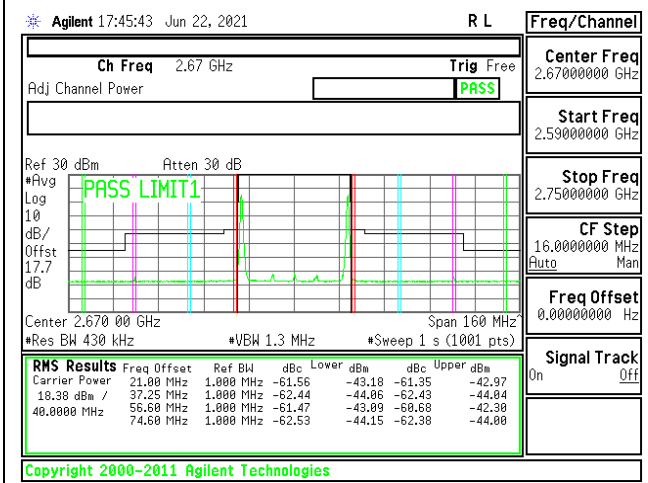 Agilent 17:45:43 Jun 22, 2021 R L Freq/Channel
Ch Freq 2.67 GHz Trig Free
Adj Channel Power PASS
Center Freq
2.67000000 GHz
Start Freq
2.59000000 GHz
Ref 30 dBm Atten 30 dB
#Avg
Log
10
dB/
Offst
17.7
dB
PASS LIMIT1
Stop Freq
2.75000000 GHz
CF Step
16.0000000 MHz
Auto Man
Center 2.670 00 GHz Span 160 MHz^
#Res BW 430 kHz #VBW 1.3 MHz #Sweep 1 s (1001 pts)
Freq Offset
0.00000000 Hz
RMS Results Freq Offset Ref BW dBc Lower dBm dBc Upper dBm
Carrier Power 21.00 MHz 1.000 MHz -61.56 -43.18 -61.35 -42.97
18.38 dBm / 37.25 MHz 1.000 MHz -62.44 -44.06 -62.43 -44.04
40.0000 MHz 56.60 MHz 1.000 MHz -61.47 -43.09 -60.68 -42.30
74.60 MHz 1.000 MHz -62.53 -44.15 -62.38 -44.00
Signal Track
On Off
Copyright 2000-2011 Agilent Technologies